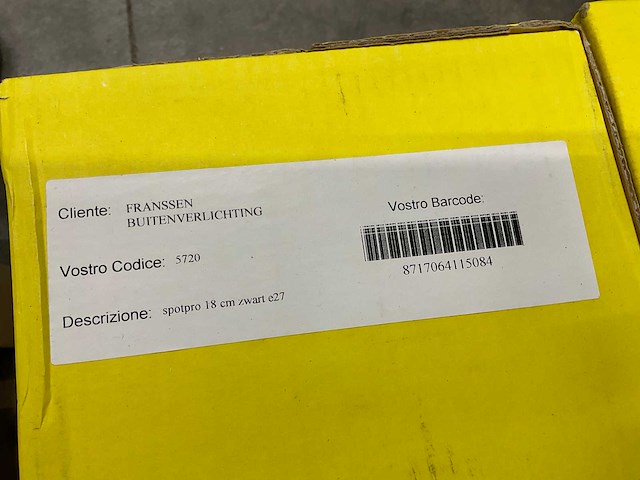 Cliente: FRANSSEN
BUITENVERLICHTING
Vostro Codice: 5720
Descrizione: spotpro 18 cm zwart e27
Vostro Barcode:
8717064115084